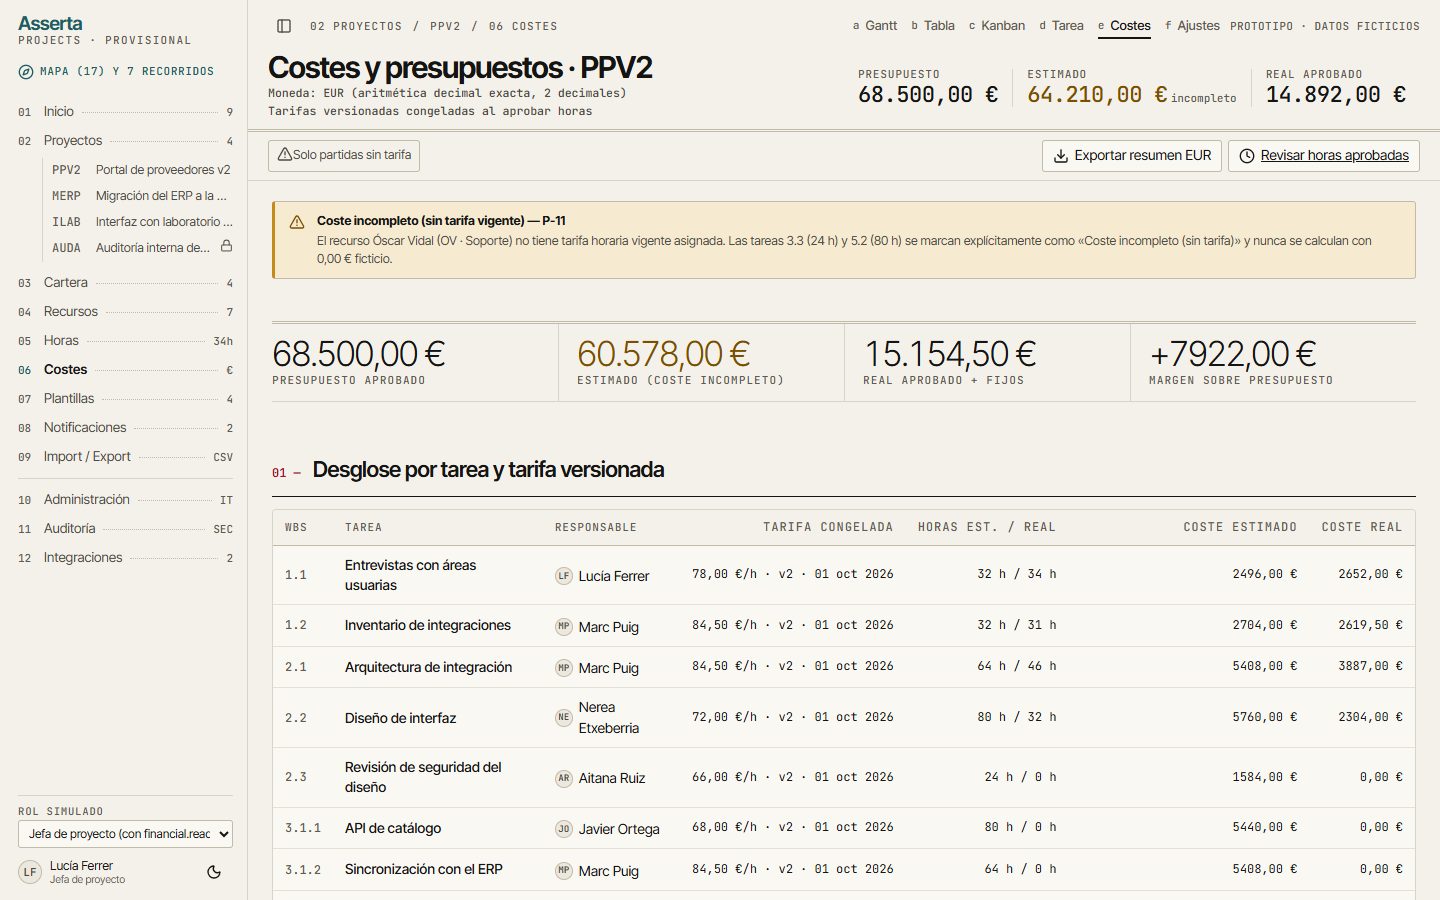 Asserta
PROJECTS · PROVISIONAL
MAPA (17) Y 7 RECORRIDOS
01 Inicio 9
02 Proyectos 4
PPV2 Portal de proveedores v2
MERP Migración del ERP a la ...
ILAB Interfaz con laboratorio ...
AUDA Auditoría interna de...
03 Cartera 4
04 Recursos 7
05 Horas 34h
06 Costes €
07 Plantillas 4
08 Notificaciones 2
09 Import / Export CSV
10 Administración IT
11 Auditoría SEC
12 Integraciones 2
ROL SIMULADO
Jefa de proyecto (con financial.read
LF Lucía Ferrer
Jefa de proyecto
02 PROYECTOS / PPV2 / 06 COSTES
a Gantt b Tabla c Kanban d Tarea e Costes f Ajustes PROTOTIPO · DATOS FICTICIOS
Costes y presupuestos · PPV2
Moneda: EUR (aritmética decimal exacta, 2 decimales)
Tarifas versionadas congeladas al aprobar horas
PRESUPUESTO
68.500,00 €
ESTIMADO
64.210,00 € incompleto
REAL APROBADO
14.892,00 €
Solo partidas sin tarifa
Exportar resumen EUR
Revisar horas aprobadas
Coste incompleto (sin tarifa vigente) — P-11
El recurso Óscar Vidal (OV · Soporte) no tiene tarifa horaria vigente asignada. Las tareas 3.3 (24 h) y 5.2 (80 h) se marcan explícitamente como «Coste incompleto (sin tarifa)» y nunca se calculan con
0,00 € ficticio.
68.500,00 €
PRESUPUESTO APROBADO
60.578,00 €
ESTIMADO (COSTE INCOMPLETO)
15.154,50 €
REAL APROBADO + FIJOS
+7922,00 €
MARGEN SOBRE PRESUPUESTO
01 — Desglose por tarea y tarifa versionada
WBS TAREA RESPONSABLE TARIFA CONGELADA HORAS EST. / REAL COSTE ESTIMADO COSTE REAL
1.1 Entrevistas con áreas usuarias LF Lucía Ferrer 78,00 €/h · v2 · 01 oct 2026 32 h / 34 h 2496,00 € 2652,00 €
1.2 Inventario de integraciones MP Marc Puig 84,50 €/h · v2 · 01 oct 2026 32 h / 31 h 2704,00 € 2619,50 €
2.1 Arquitectura de integración MP Marc Puig 84,50 €/h · v2 · 01 oct 2026 64 h / 46 h 5408,00 € 3887,00 €
2.2 Diseño de interfaz NE Nerea Etxeberria 72,00 €/h · v2 · 01 oct 2026 80 h / 32 h 5760,00 € 2304,00 €
2.3 Revisión de seguridad del diseño AR Aitana Ruiz 66,00 €/h · v2 · 01 oct 2026 24 h / 0 h 1584,00 € 0,00 €
3.1.1 API de catálogo JO Javier Ortega 68,00 €/h · v2 · 01 oct 2026 80 h / 0 h 5440,00 € 0,00 €
3.1.2 Sincronización con el ERP MP Marc Puig 84,50 €/h · v2 · 01 oct 2026 64 h / 0 h 5408,00 € 0,00 €